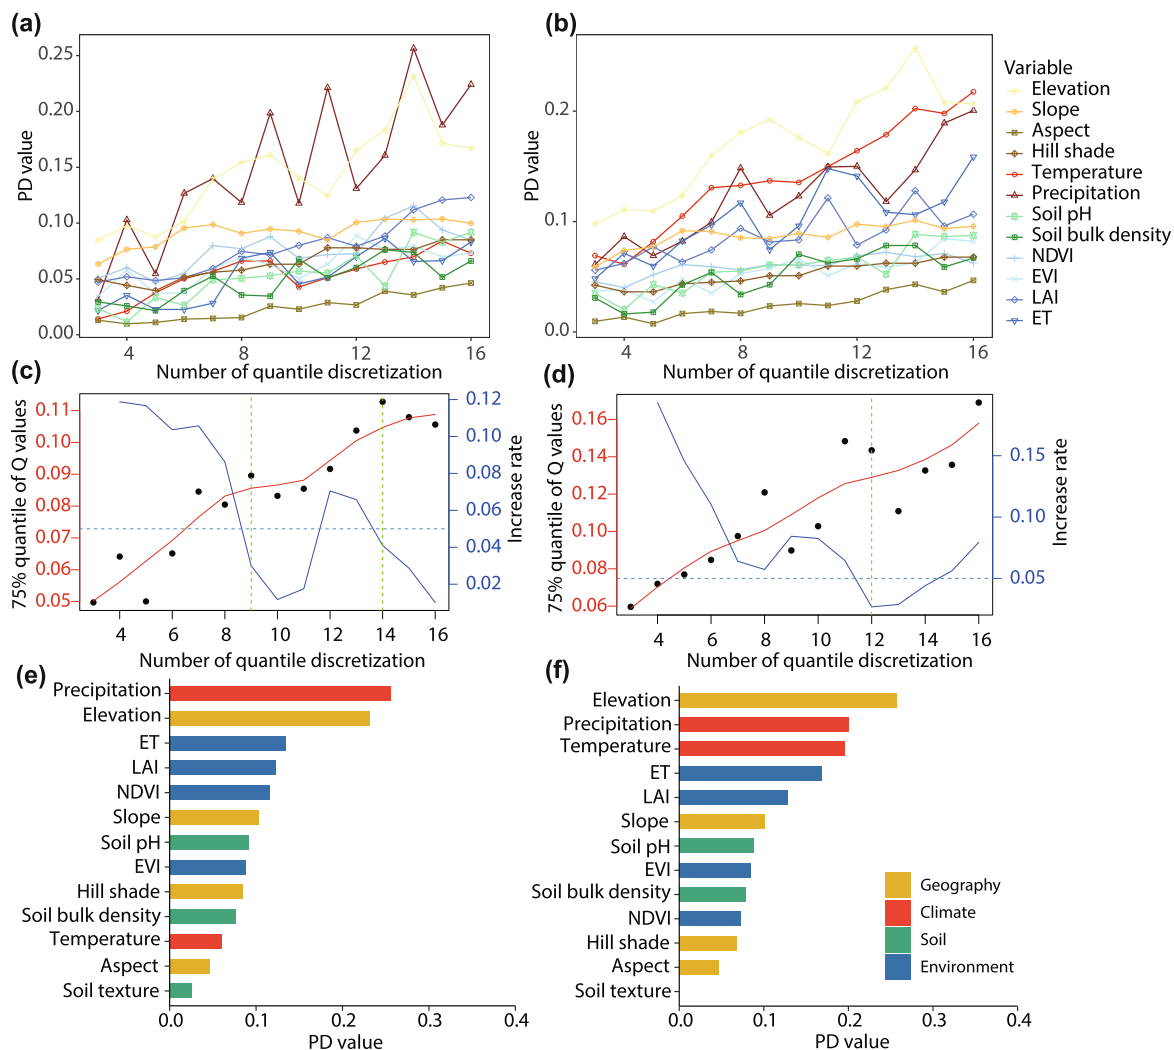 (a)
PD value
0.25
0.20
0.15
0.10
0.05
0.00
4
8
12
16
Number of quantile discretization
(b)
PD value
0.2
0.1
0.0
4
8
12
16
Number of quantile discretization
Variable
Elevation
Slope
Aspect
Hill shade
Temperature
Precipitation
Soil pH
Soil bulk density
NDVI
EVI
LAI
ET
(c)
75% quantile of Q values
0.11
0.10
0.09
0.08
0.07
0.06
0.05
0.12
0.10
0.08
0.06
0.04
0.02
Increase rate
4
6
8
10
12
14
16
Number of quantile discretization
(d)
75% quantile of Q values
0.16
0.14
0.12
0.10
0.08
0.06
0.15
0.10
0.05
Increase rate
4
6
8
10
12
14
16
Number of quantile discretization
(e)
Precipitation
Elevation
ET
LAI
NDVI
Slope
Soil pH
EVI
Hill shade
Soil bulk density
Temperature
Aspect
Soil texture
0.0
0.1
0.2
0.3
0.4
PD value
(f)
Elevation
Precipitation
Temperature
ET
LAI
Slope
Soil pH
EVI
Soil bulk density
NDVI
Hill shade
Aspect
Soil texture
0.0
0.1
0.2
0.3
0.4
PD value
Geography
Climate
Soil
Environment